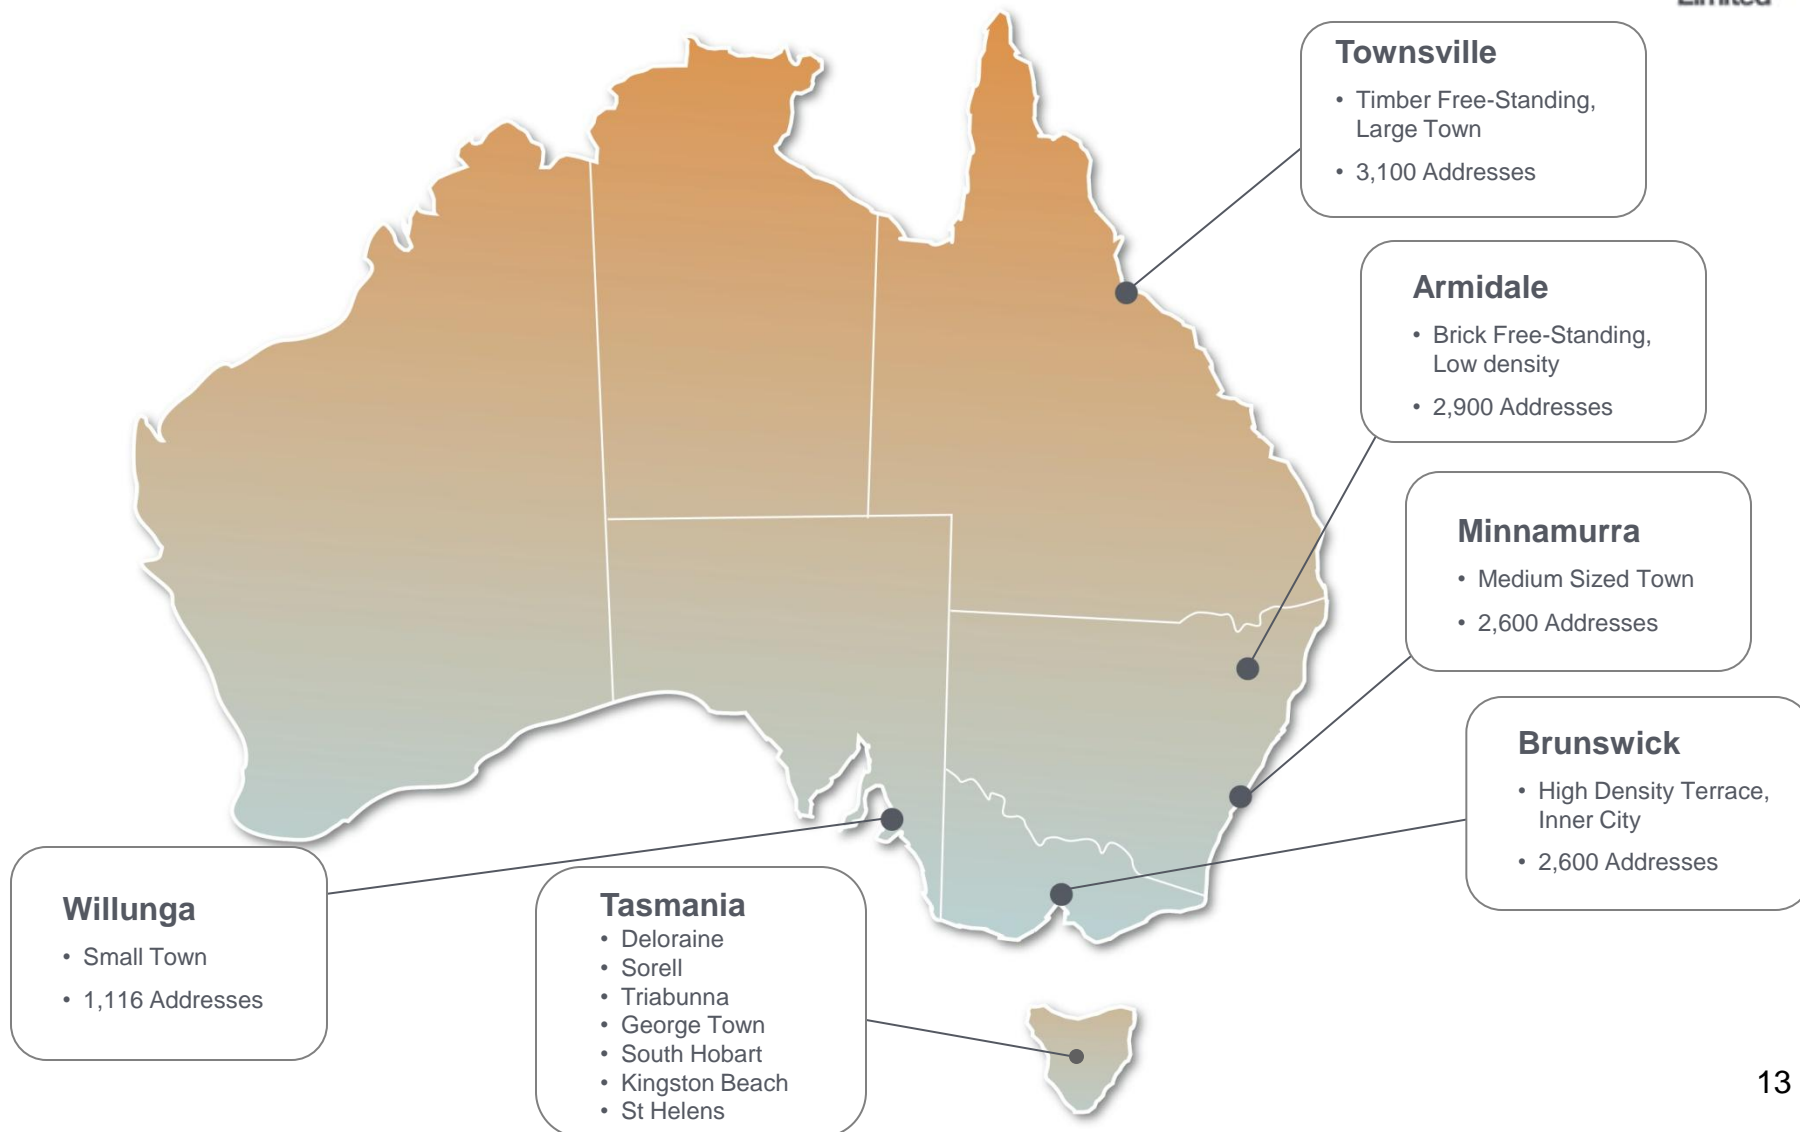 Limited
Townsville
• Timber Free-Standing,
Large Town
• 3,100 Addresses
Armidale
• Brick Free-Standing,
Low density
• 2,900 Addresses
Minnamurra
• Medium Sized Town
• 2,600 Addresses
Brunswick
• High Density Terrace,
Inner City
• 2,600 Addresses
Willunga
• Small Town
• 1,116 Addresses
Tasmania
• Deloraine
• Sorell
• Triabunna
• George Town
• South Hobart
• Kingston Beach
• St Helens
13